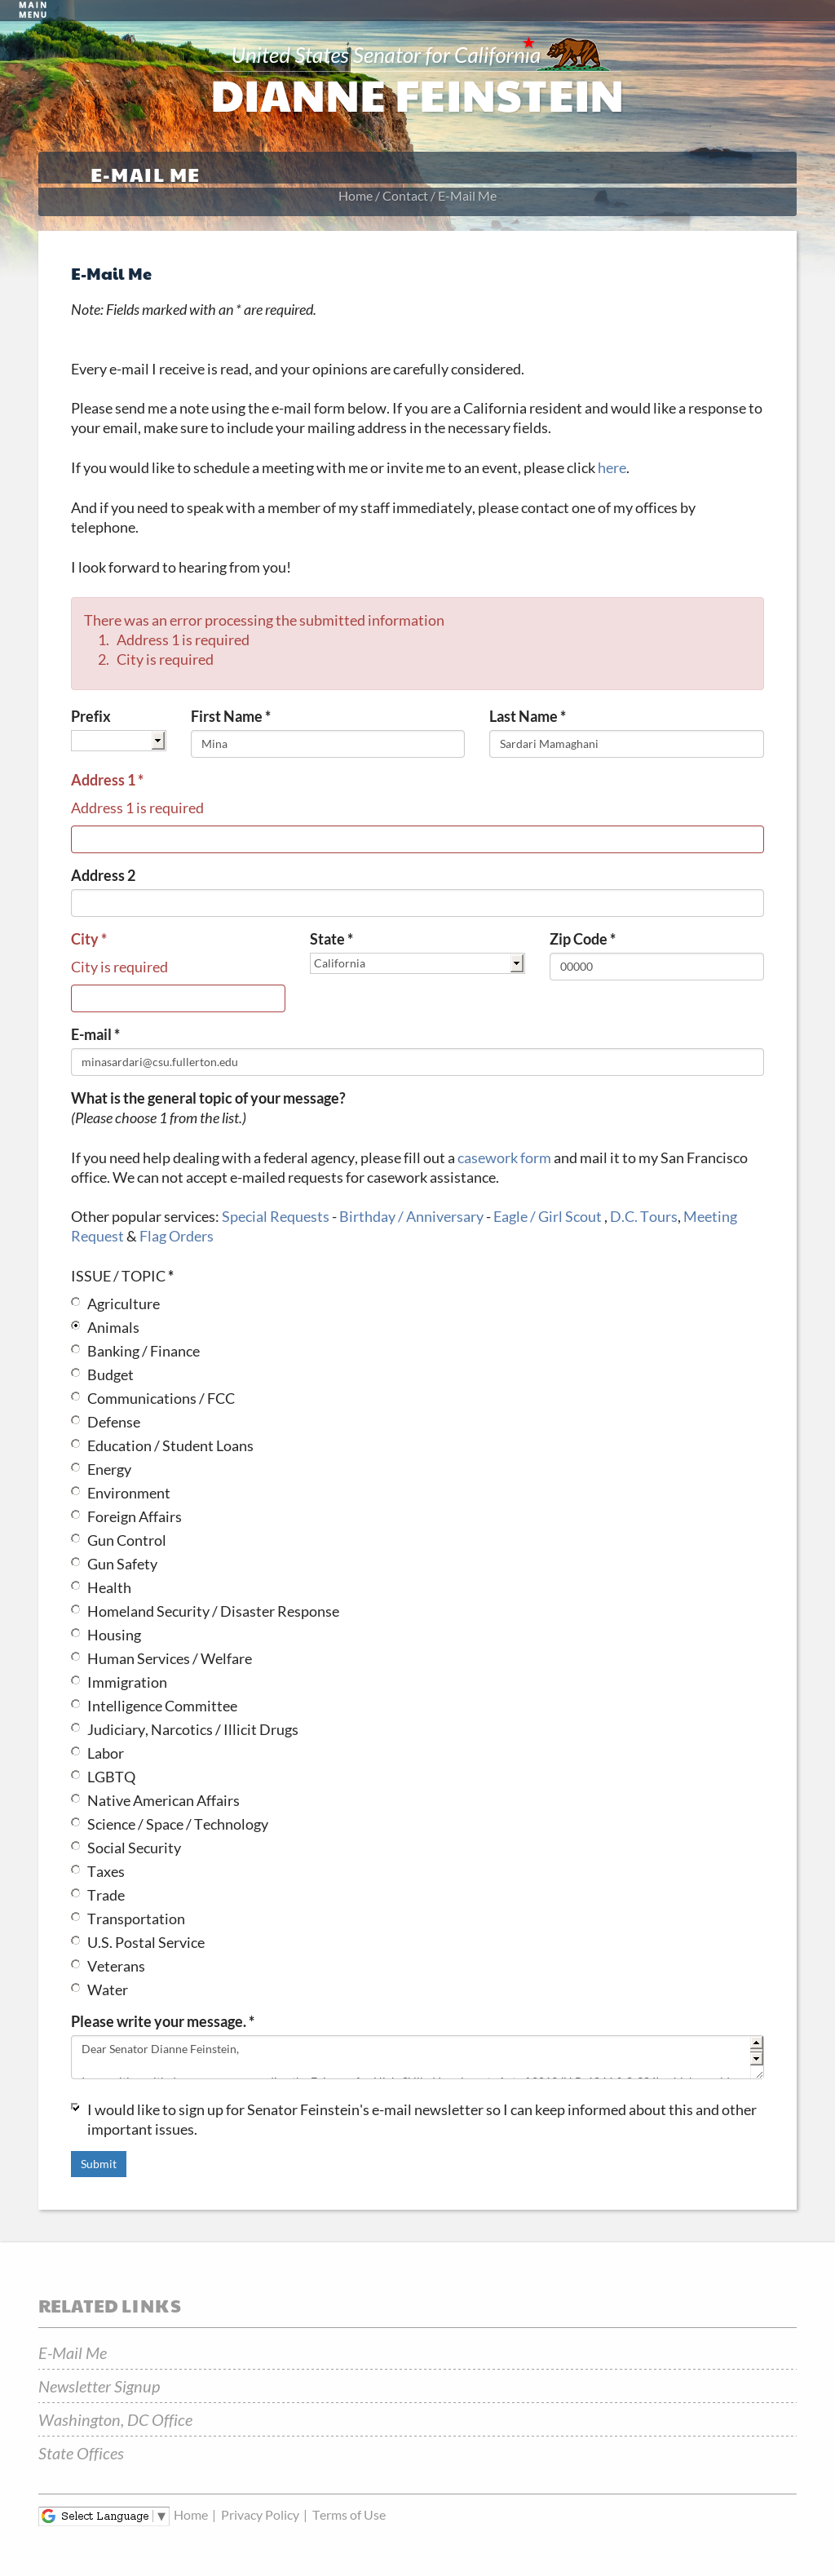 MAIN
MENU
United States Senator for California
DIANNE FEINSTEIN
E-MAIL ME
Home / Contact / E-Mail Me
E-Mail Me
Note: Fields marked with an * are required.
Every e-mail I receive is read, and your opinions are carefully considered.
Please send me a note using the e-mail form below. If you are a California resident and would like a response to
your email, make sure to include your mailing address in the necessary fields.
If you would like to schedule a meeting with me or invite me to an event, please click here.
And if you need to speak with a member of my staff immediately, please contact one of my offices by
telephone.
I look forward to hearing from you!
There was an error processing the submitted information
1. Address 1 is required
2. City is required
Prefix First Name * Last Name *
Mina Sardari Mamaghani
Address 1 *
Address 1 is required
Address 2
City * State * Zip Code *
City is required California 00000
E-mail *
minasardari@csu.fullerton.edu
What is the general topic of your message?
(Please choose 1 from the list.)
If you need help dealing with a federal agency, please fill out a casework form and mail it to my San Francisco
office. We can not accept e-mailed requests for casework assistance.
Other popular services: Special Requests - Birthday / Anniversary - Eagle / Girl Scout , D.C. Tours, Meeting
Request & Flag Orders
ISSUE / TOPIC *
Agriculture
Animals
Banking / Finance
Budget
Communications / FCC
Defense
Education / Student Loans
Energy
Environment
Foreign Affairs
Gun Control
Gun Safety
Health
Homeland Security / Disaster Response
Housing
Human Services / Welfare
Immigration
Intelligence Committee
Judiciary, Narcotics / Illicit Drugs
Labor
LGBTQ
Native American Affairs
Science / Space / Technology
Social Security
Taxes
Trade
Transportation
U.S. Postal Service
Veterans
Water
Please write your message. *
Dear Senator Dianne Feinstein,
I would like to sign up for Senator Feinstein's e-mail newsletter so I can keep informed about this and other
important issues.
Submit
RELATED LINKS
E-Mail Me
Newsletter Signup
Washington, DC Office
State Offices
Select Language ▼ Home | Privacy Policy | Terms of Use